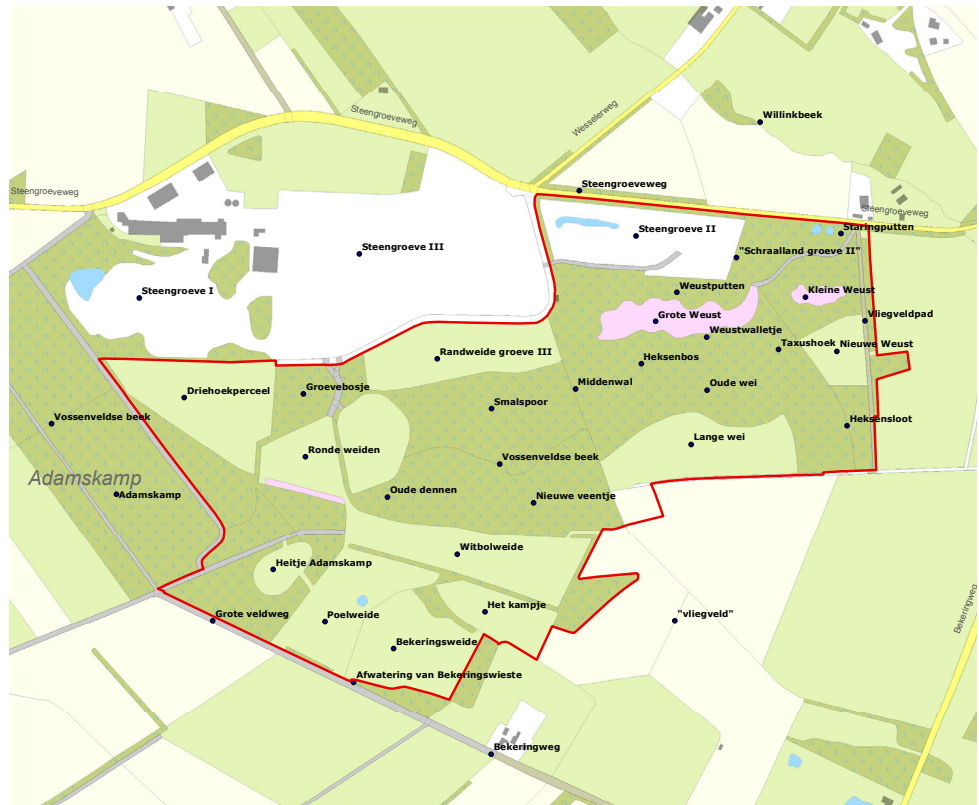 Steengroeveweg
Wesselerweg
Willinkbeek
Steengroeveweg
Steengroeveweg
Steengroeveweg
Staringputten
Steengroeve II
Steengroeve III
"Schraalland groeve II"
Steengroeve I
Weustputten
Kleine Weust
Grote Weust
Vliegveldpad
Weustwalletje
Taxushoek
Nieuwe Weust
Randweide groeve III
Heksenbos
Driehoekperceel
Groevebosje
Middenwal
Oude wei
Smalspoor
Vossenveldse beek
Heksensloot
Lange wei
Ronde weiden
Vossenveldse beek
Adamskamp
Adamskamp
Oude dennen
Nieuwe veentje
Witbolweide
Heitje Adamskamp
Het kampje
Grote veldweg
Poelweide
"vliegveld"
Bekeringweg
Bekeringsweide
Afwatering van Bekeringswieste
Bekeringweg